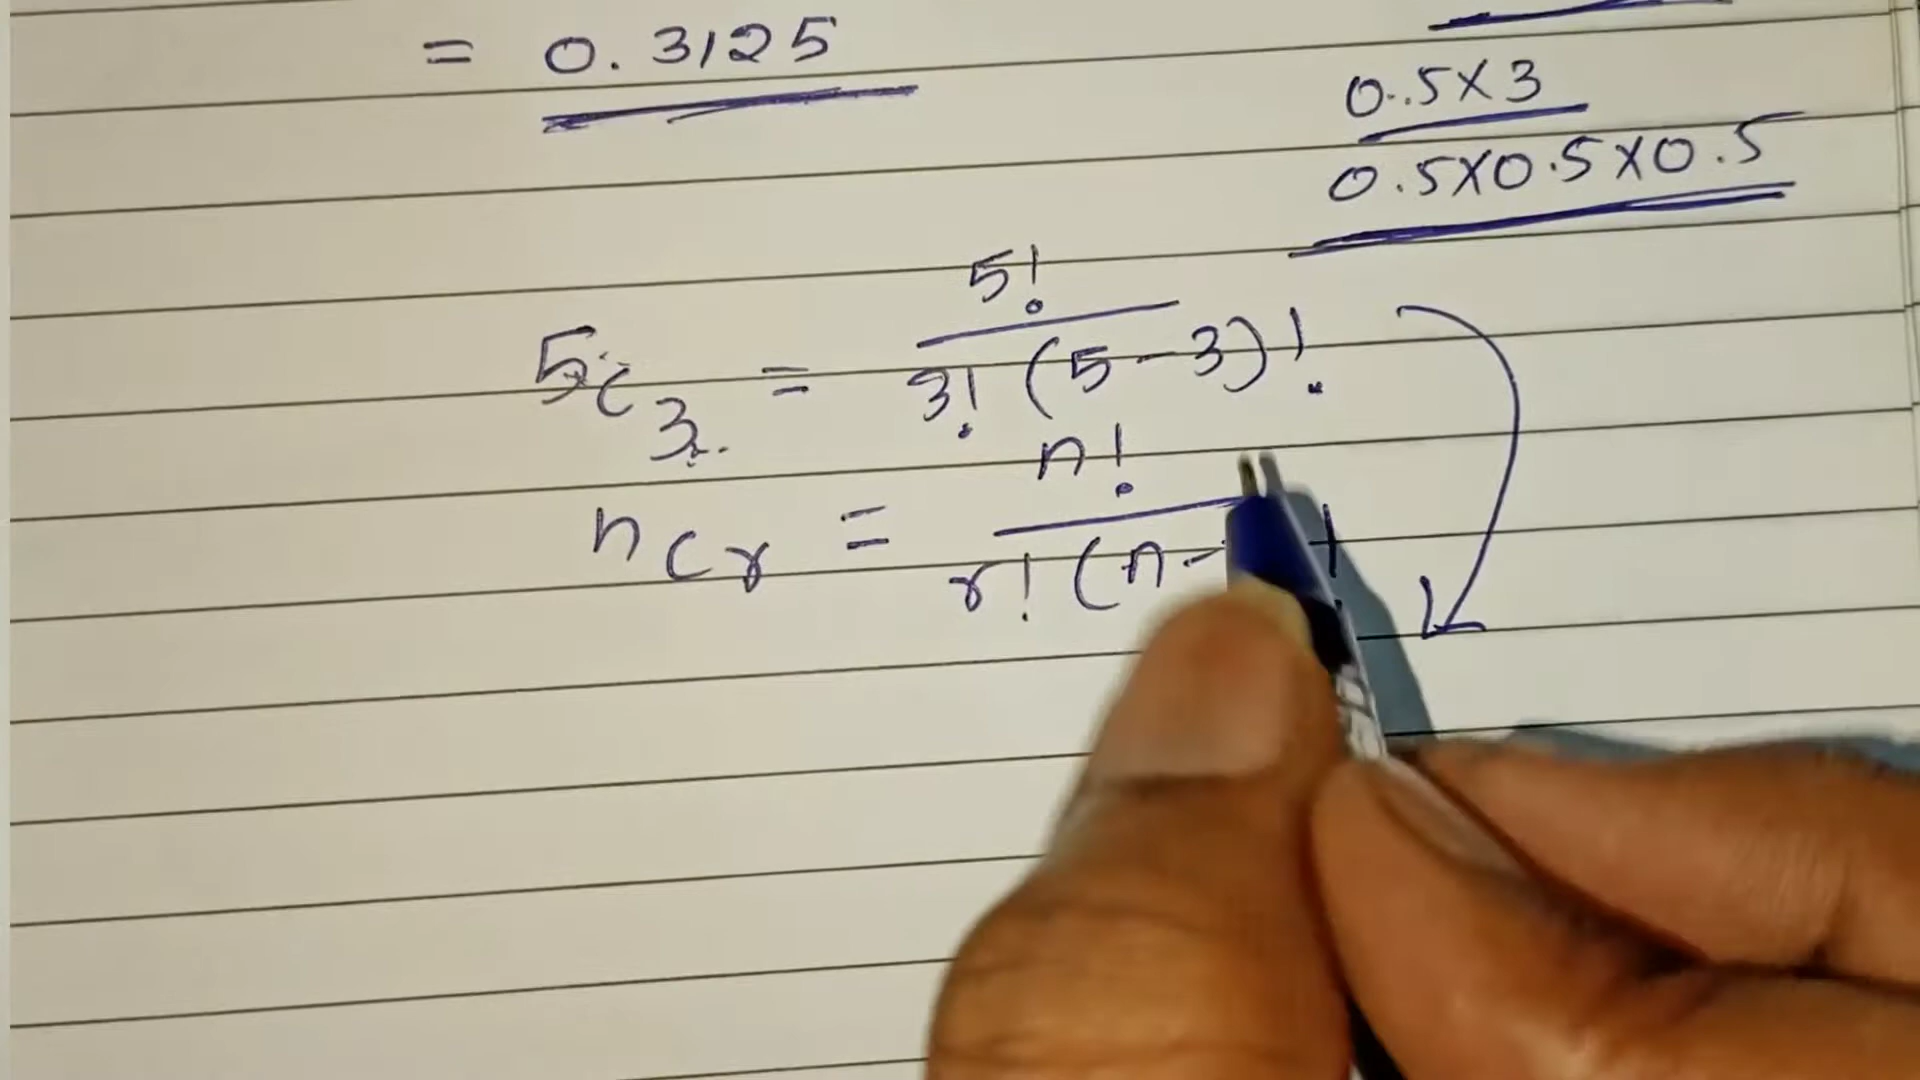 = 0.3125
0.5×3
0.5×0.5×0.5
5!
5C3 = 3! (5-3)!
n!
nCr = r! (n-